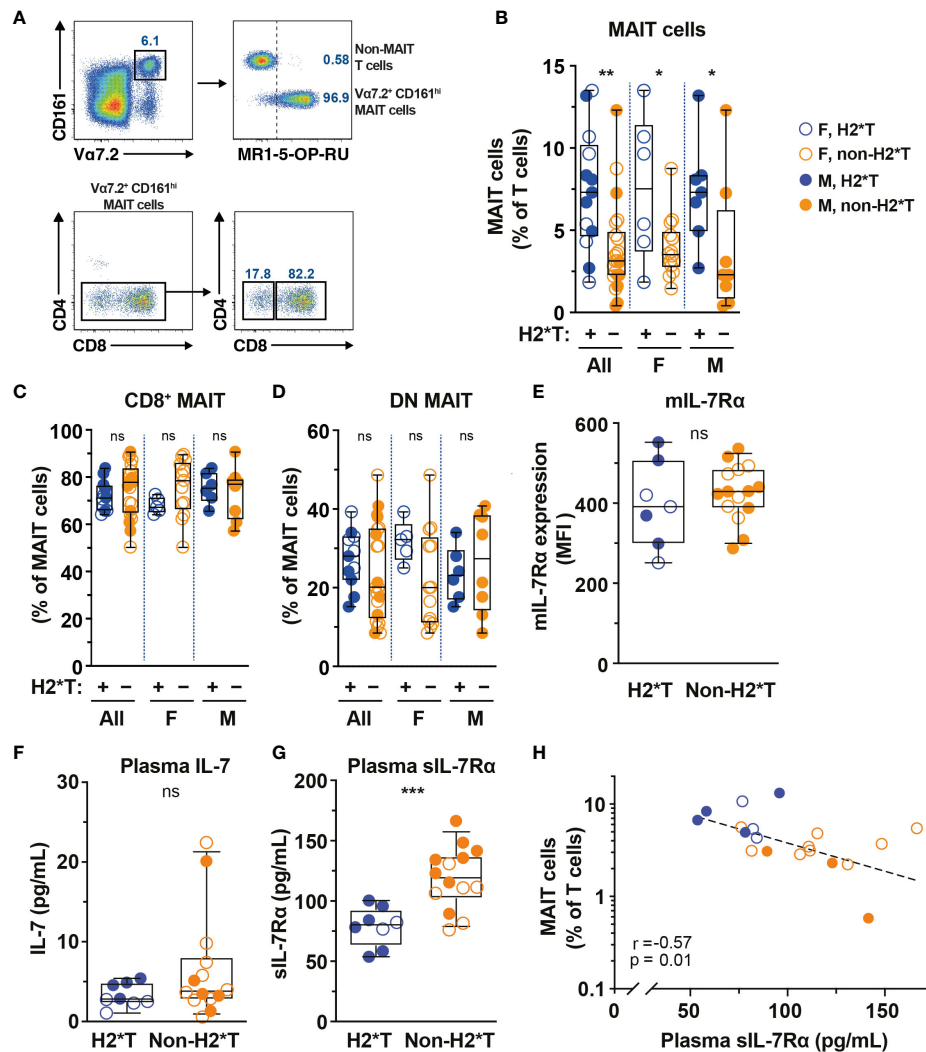 A
6.1
CD161
Vα7.2
0.58
Non-MAIT
T cells
96.9
Vα7.2⁺ CD161ʰⁱ
MAIT cells
MR1-5-OP-RU
Vα7.2⁺ CD161ʰⁱ
MAIT cells
CD4
CD8
17.8 82.2
CD4
CD8
B
MAIT cells
MAIT cells
(% of T cells)
15
10
5
0
** * *
H2*T: + − + − + −
All F M
F, H2*T
F, non-H2*T
M, H2*T
M, non-H2*T
C
CD8⁺ MAIT
(% of MAIT cells)
100
80
60
40
20
0
ns ns ns
H2*T: + − + − + −
All F M
D
DN MAIT
(% of MAIT cells)
60
40
20
0
ns ns ns
+ − + − + −
All F M
E
mIL-7Rα
mIL-7Rα expression
(MFI)
600
400
200
0
ns
H2*T Non-H2*T
F
Plasma IL-7
IL-7 (pg/mL)
30
20
10
5
0
ns
H2*T Non-H2*T
G
Plasma sIL-7Rα
sIL-7Rα (pg/mL)
200
150
100
50
0
***
H2*T Non-H2*T
H
MAIT cells
(% of T cells)
10
1
0.1
r =-0.57
p = 0.01
0 50 100 150
Plasma sIL-7Rα (pg/mL)